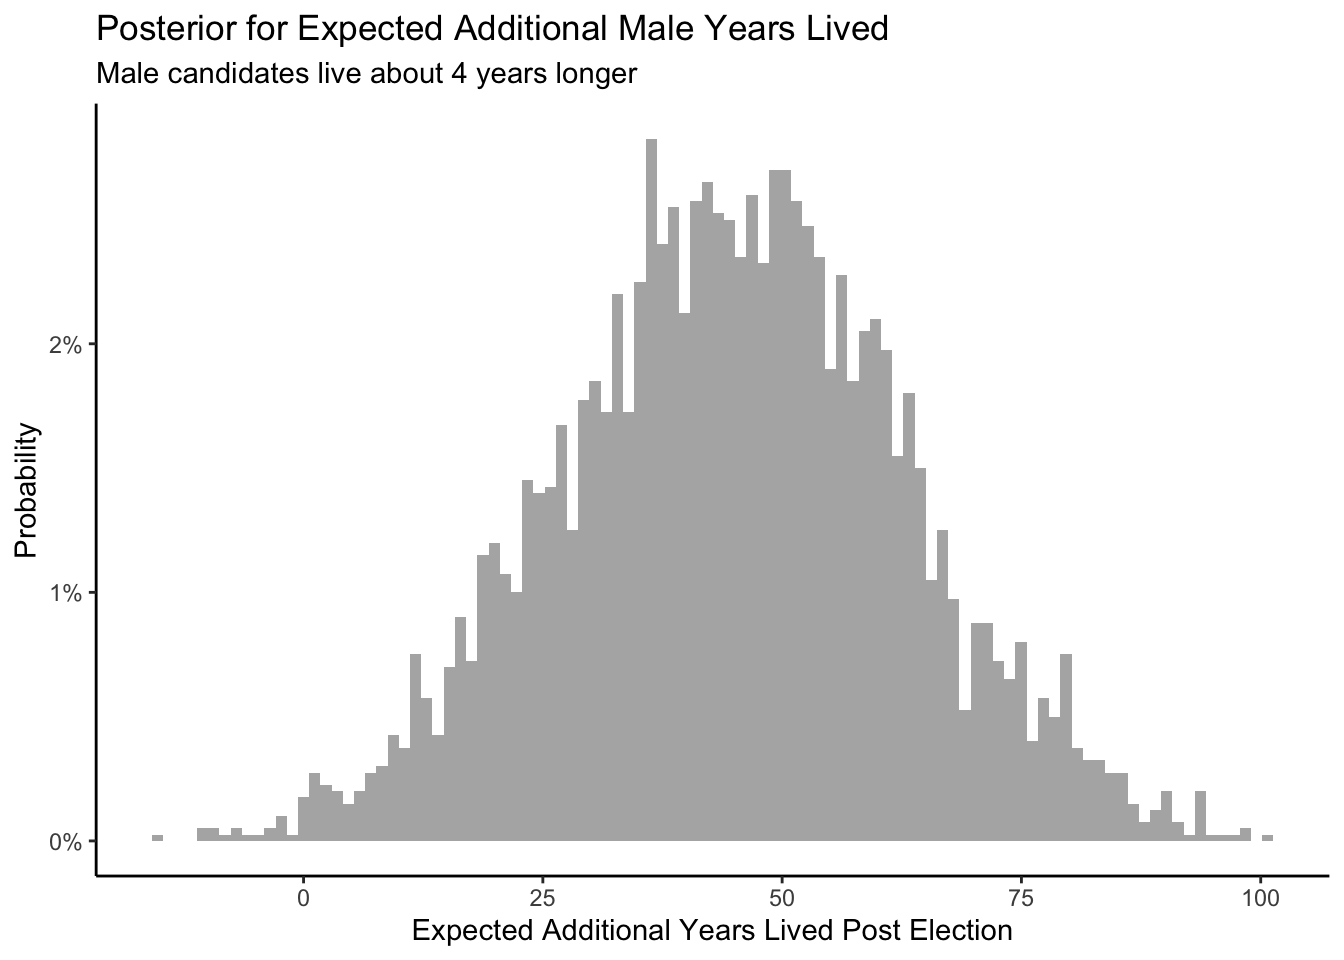 Posterior for Expected Additional Male Years Lived
Male candidates live about 4 years longer
Probability
2%
1%
0%
0 25 50 75 100
Expected Additional Years Lived Post Election